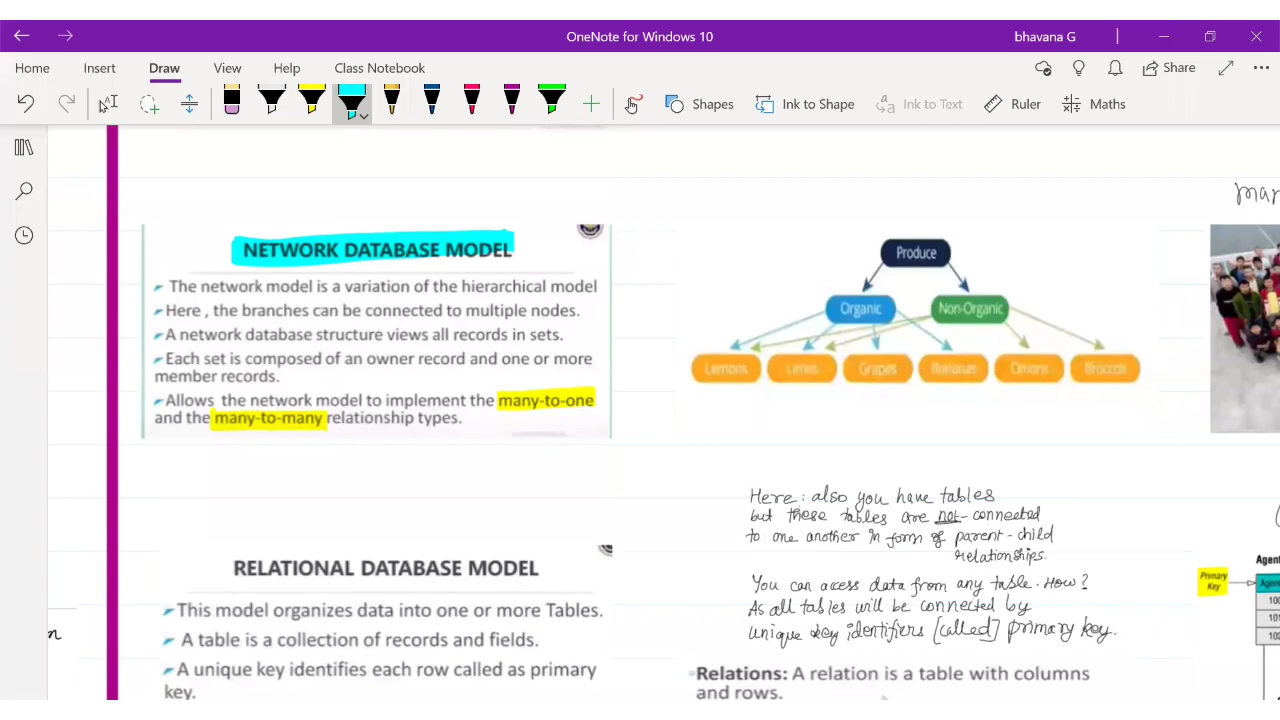 OneNote for Windows 10
bhavana G
Home Insert Draw View Help Class Notebook
Share
Shapes Ink to Shape Ink to Text Ruler Maths
NETWORK DATABASE MODEL
The network model is a variation of the hierarchical model
Here , the branches can be connected to multiple nodes.
A network database structure views all records in sets.
Each set is composed of an owner record and one or more
member records.
Allows the network model to implement the many-to-one
and the many-to-many relationship types.
Produce
Organic Non-Organic
Lemons Limes Grapes Bananas Onions Broccoli
RELATIONAL DATABASE MODEL
This model organizes data into one or more Tables.
A table is a collection of records and fields.
A unique key identifies each row called as primary
key.
Here: also you have tables
but these tables are not-connected
to one another in form of parent-child
relationships.
You can access data from any table. How?
As all tables will be connected by
unique key identifiers [called] primary key.
Relations: A relation is a table with columns
and rows.
Primary
Key